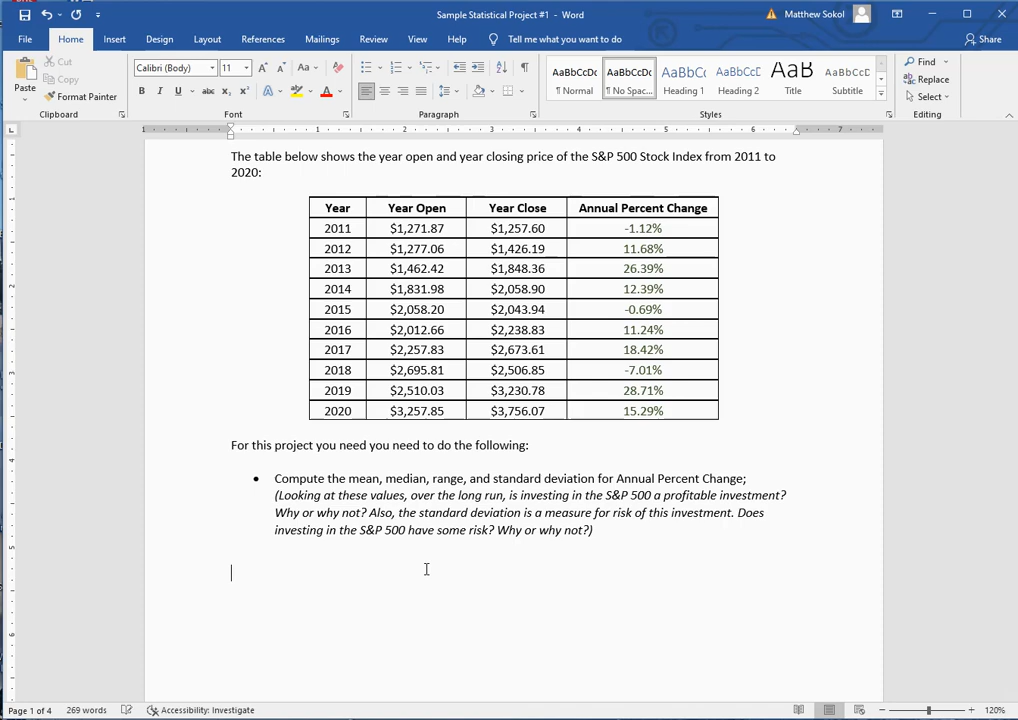 Sample Statistical Project #1 - Word
Matthew Sokol
File Home Insert Design Layout References Mailings Review View Help Tell me what you want to do Share
Paste
Cut
Copy
Format Painter
Calibri (Body) 11
AaBbCcDc AaBbCcDc AaBbCc AaBbCcC AaB AaBbCcC
¶ Normal ¶ No Spac... Heading 1 Heading 2 Title Subtitle
Find
Replace
Select
Clipboard Font Paragraph Styles Editing
The table below shows the year open and year closing price of the S&P 500 Stock Index from 2011 to
2020:
Year Year Open Year Close Annual Percent Change
2011 $1,271.87 $1,257.60 -1.12%
2012 $1,277.06 $1,426.19 11.68%
2013 $1,462.42 $1,848.36 26.39%
2014 $1,831.98 $2,058.90 12.39%
2015 $2,058.20 $2,043.94 -0.69%
2016 $2,012.66 $2,238.83 11.24%
2017 $2,257.83 $2,673.61 18.42%
2018 $2,695.81 $2,506.85 -7.01%
2019 $2,510.03 $3,230.78 28.71%
2020 $3,257.85 $3,756.07 15.29%
For this project you need you need to do the following:
• Compute the mean, median, range, and standard deviation for Annual Percent Change;
(Looking at these values, over the long run, is investing in the S&P 500 a profitable investment?
Why or why not? Also, the standard deviation is a measure for risk of this investment. Does
investing in the S&P 500 have some risk? Why or why not?)
Page 1 of 4 269 words Accessibility: Investigate 120%